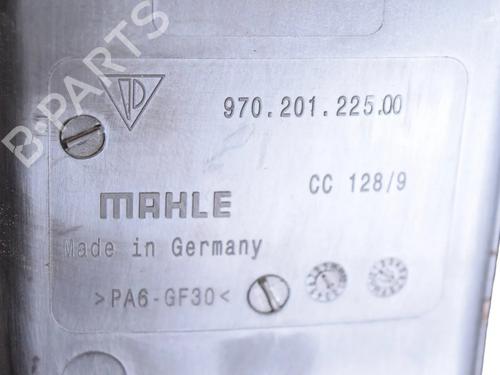 970.201.225.00
CC 128/9
MAHLE
Made in Germany
>PA6-GF30<
B-PARTS